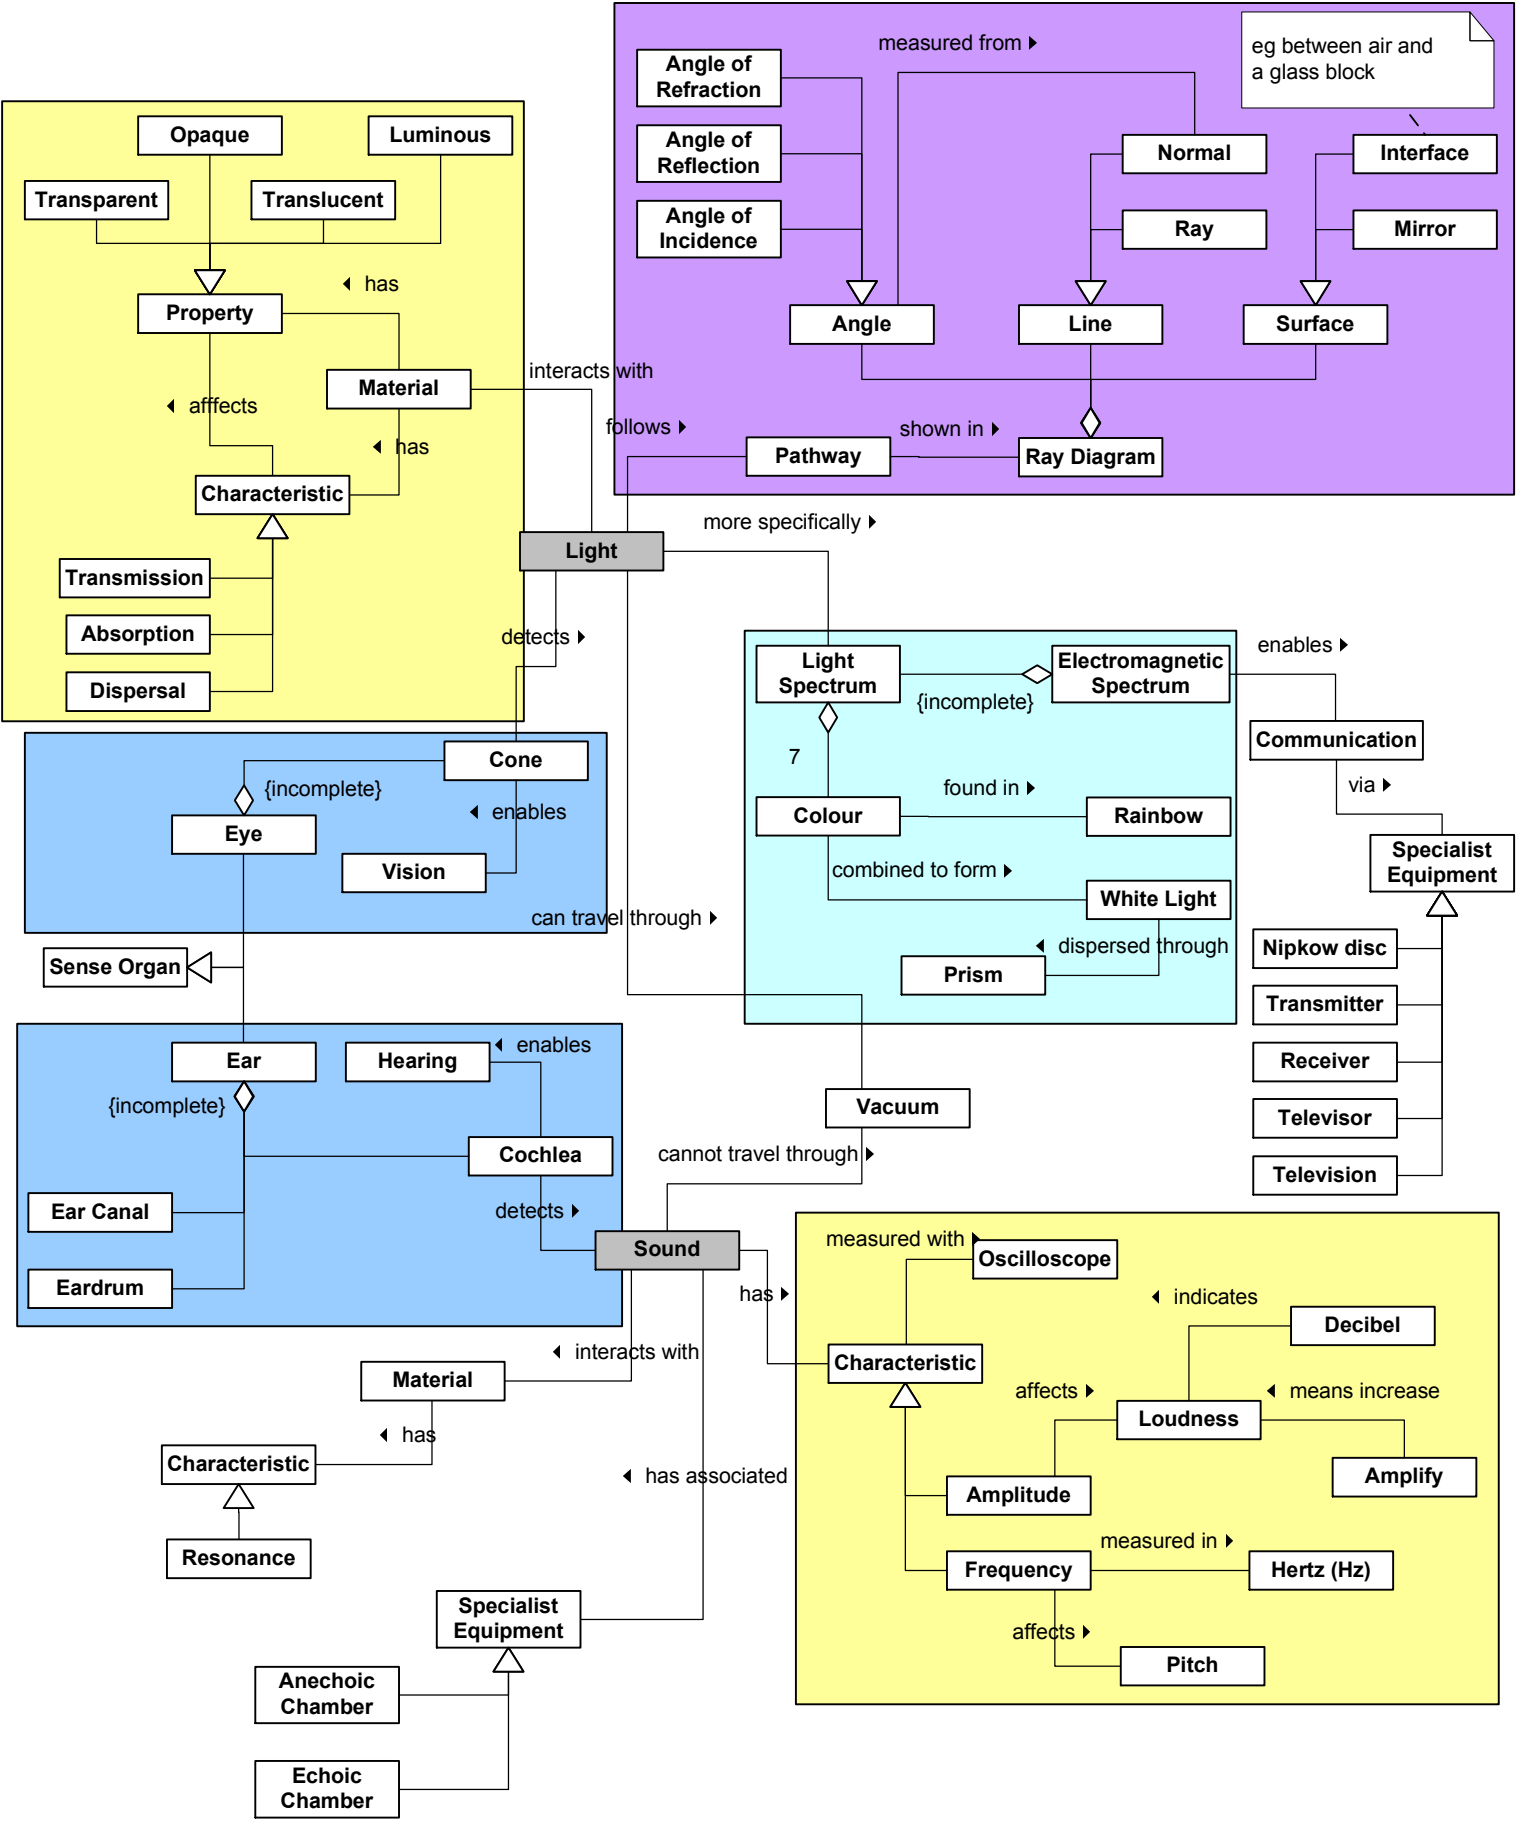 measured from
eg between air and
a glass block
Angle of
Refraction
Angle of
Reflection
Angle of
Incidence
Normal
Interface
Ray
Mirror
Angle
Line
Surface
follows
shown in
Pathway
Ray Diagram
Opaque
Luminous
Transparent
Translucent
has
Property
interacts with
Material
afffects
has
Characteristic
Transmission
Absorption
Dispersal
more specifically
Light
detects
Cone
{incomplete}
enables
Eye
Vision
can travel through
Sense Organ
Light
Spectrum
Electromagnetic
Spectrum
{incomplete}
7
found in
Colour
Rainbow
combined to form
White Light
dispersed through
Prism
enables
Communication
via
Specialist
Equipment
Nipkow disc
Transmitter
Receiver
Televisor
Television
Ear
Hearing
enables
{incomplete}
Cochlea
Ear Canal
detects
Eardrum
Vacuum
cannot travel through
Sound
has
measured with
Oscilloscope
indicates
Decibel
Characteristic
affects
means increase
Loudness
Amplify
Amplitude
measured in
Frequency
Hertz (Hz)
affects
Pitch
interacts with
Material
has
Characteristic
Resonance
has associated
Specialist
Equipment
Anechoic
Chamber
Echoic
Chamber